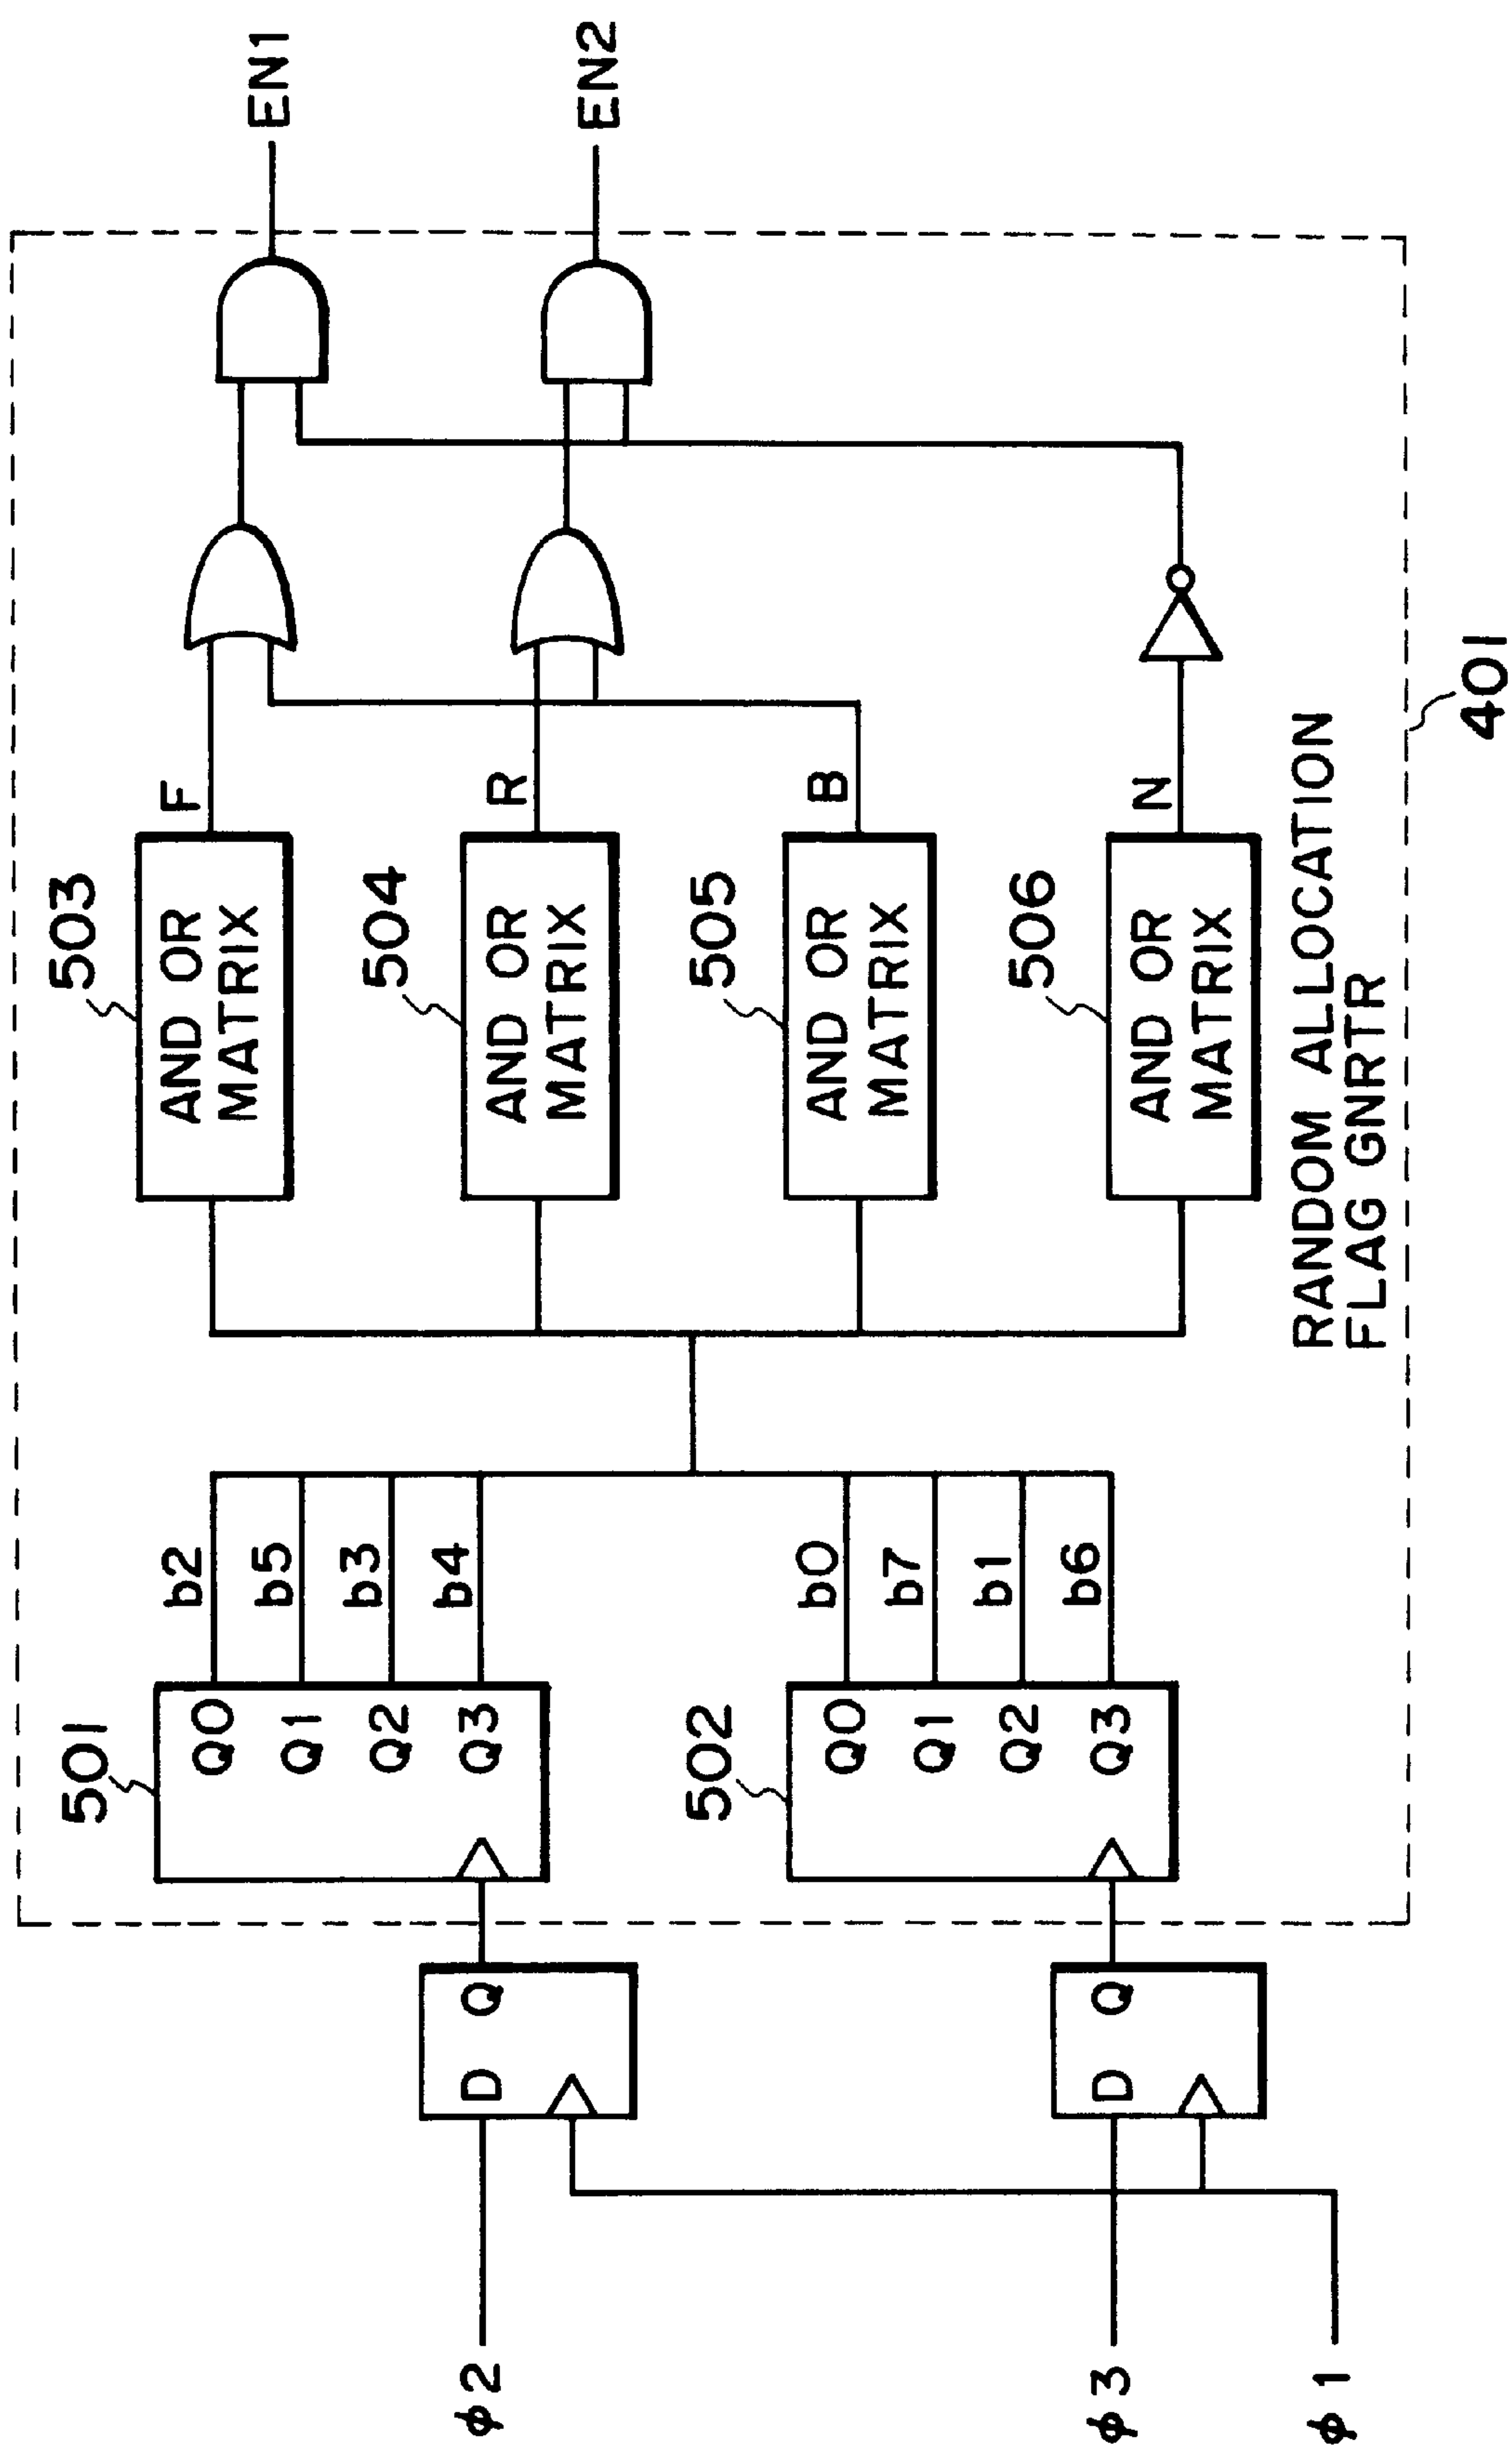 φ2
φ3
φ1
D Q
D Q
501
Q0
Q1
Q2
Q3
502
Q0
Q1
Q2
Q3
b2
b5
b3
b4
b0
b7
b1
b6
503
AND OR
MATRIX
504
AND OR
MATRIX
505
AND OR
MATRIX
506
AND OR
MATRIX
F
R
B
N
EN1
EN2
RANDOM ALLOCATION
FLAG GNRTR
401